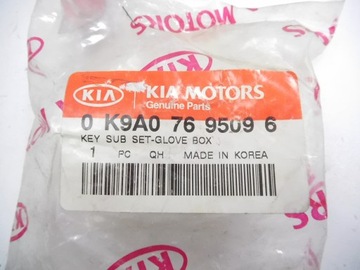 MOTORS
KIA KIA MOTORS
Genuine Parts
0 K9A0 76 9509 6
KEY SUB SET-GLOVE BOX
1 PC QH MADE IN KOREA